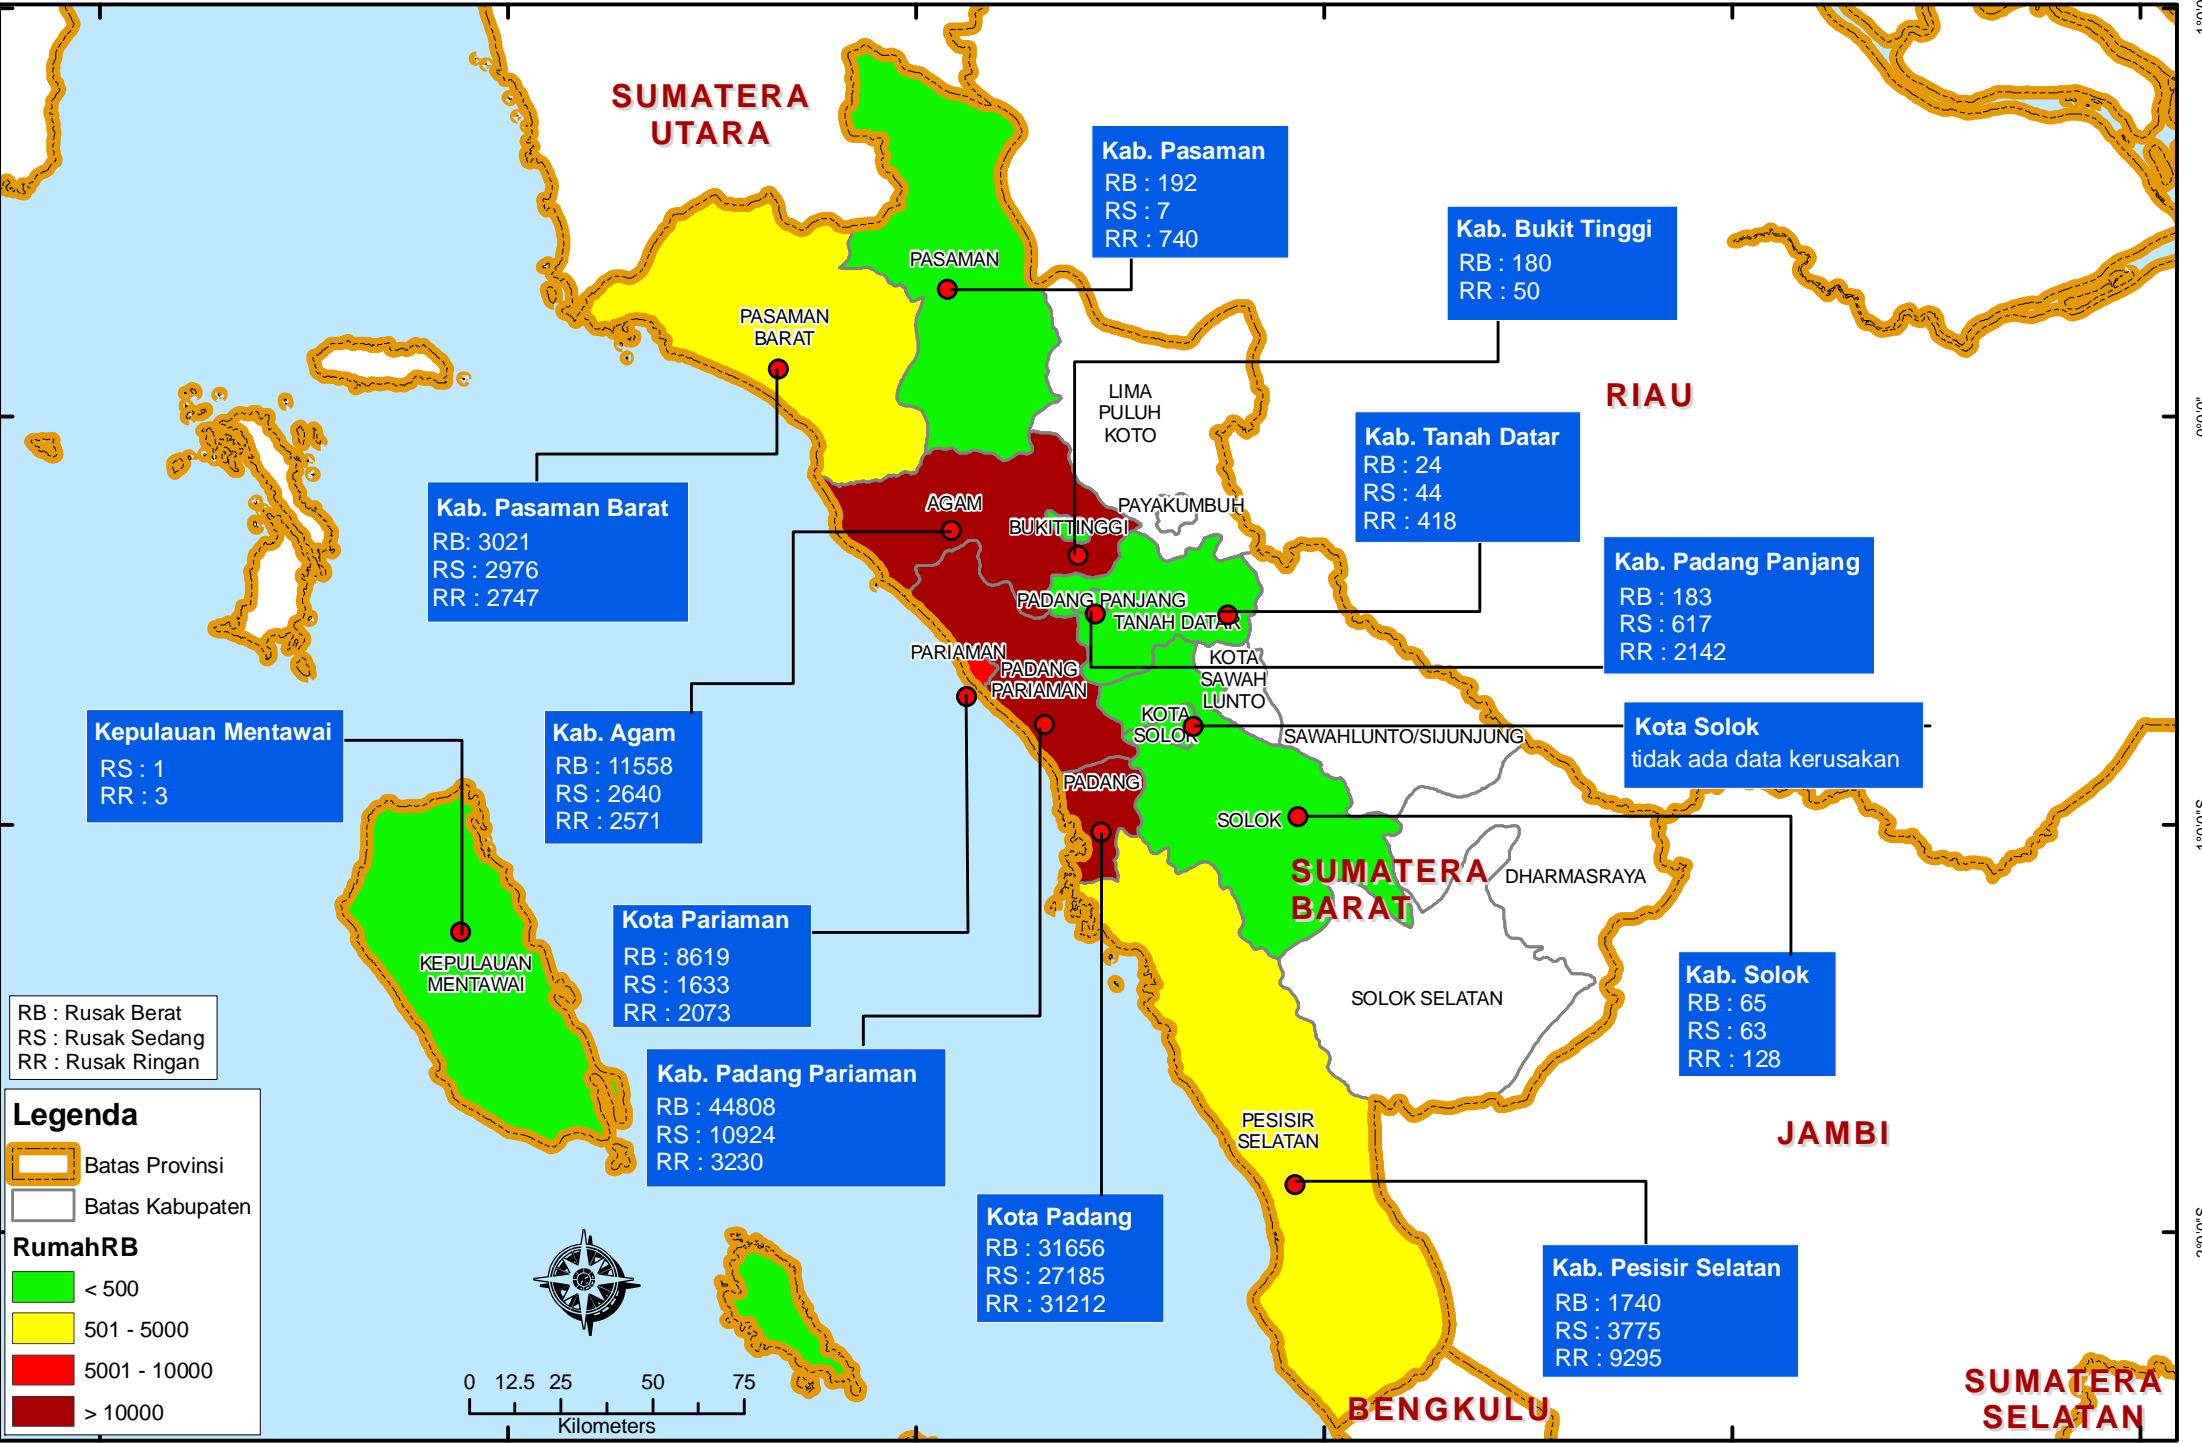 SUMATERA
UTARA
Kab. Pasaman
RB : 192
RS : 7
RR : 740
Kab. Bukit Tinggi
RB : 180
RR : 50
PASAMAN
PASAMAN
BARAT
RIAU
LIMA
PULUH
KOTO
0°0'0"
Kab. Tanah Datar
RB : 24
RS : 44
RR : 418
Kab. Pasaman Barat
RB: 3021
RS : 2976
RR : 2747
AGAM
BUKITTINGGI
PAYAKUMBUH
Kab. Padang Panjang
RB : 183
RS : 617
RR : 2142
PADANG PANJANG
TANAH DATAR
PARIAMAN
PADANG
PARIAMAN
KOTA
SAWAH
LUNTO
KOTA
SOLOK
SAWAHLUNTO/SIJUNJUNG
Kota Solok
tidak ada data kerusakan
Kepulauan Mentawai
RS : 1
RR : 3
Kab. Agam
RB : 11558
RS : 2640
RR : 2571
PADANG
SOLOK
SUMATERA
BARAT
DHARMASRAYA
Kota Pariaman
RB : 8619
RS : 1633
RR : 2073
KEPULAUAN
MENTAWAI
SOLOK SELATAN
Kab. Solok
RB : 65
RS : 63
RR : 128
RB : Rusak Berat
RS : Rusak Sedang
RR : Rusak Ringan
Kab. Padang Pariaman
RB : 44808
RS : 10924
RR : 3230
PESISIR
SELATAN
JAMBI
Legenda
Batas Provinsi
Batas Kabupaten
RumahRB
< 500
501 - 5000
5001 - 10000
> 10000
Kota Padang
RB : 31656
RS : 27185
RR : 31212
Kab. Pesisir Selatan
RB : 1740
RS : 3775
RR : 9295
0 12.5 25 50 75
Kilometers
BENGKULU
SUMATERA
SELATAN